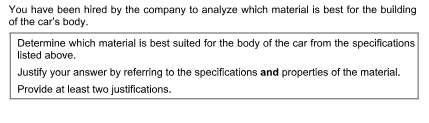 You have been hired by the company to analyze which material is best for the building
of the car's body.
Determine which material is best suited for the body of the car from the specifications
listed above.
Justify your answer by referring to the specifications and properties of the material.
Provide at least two justifications.